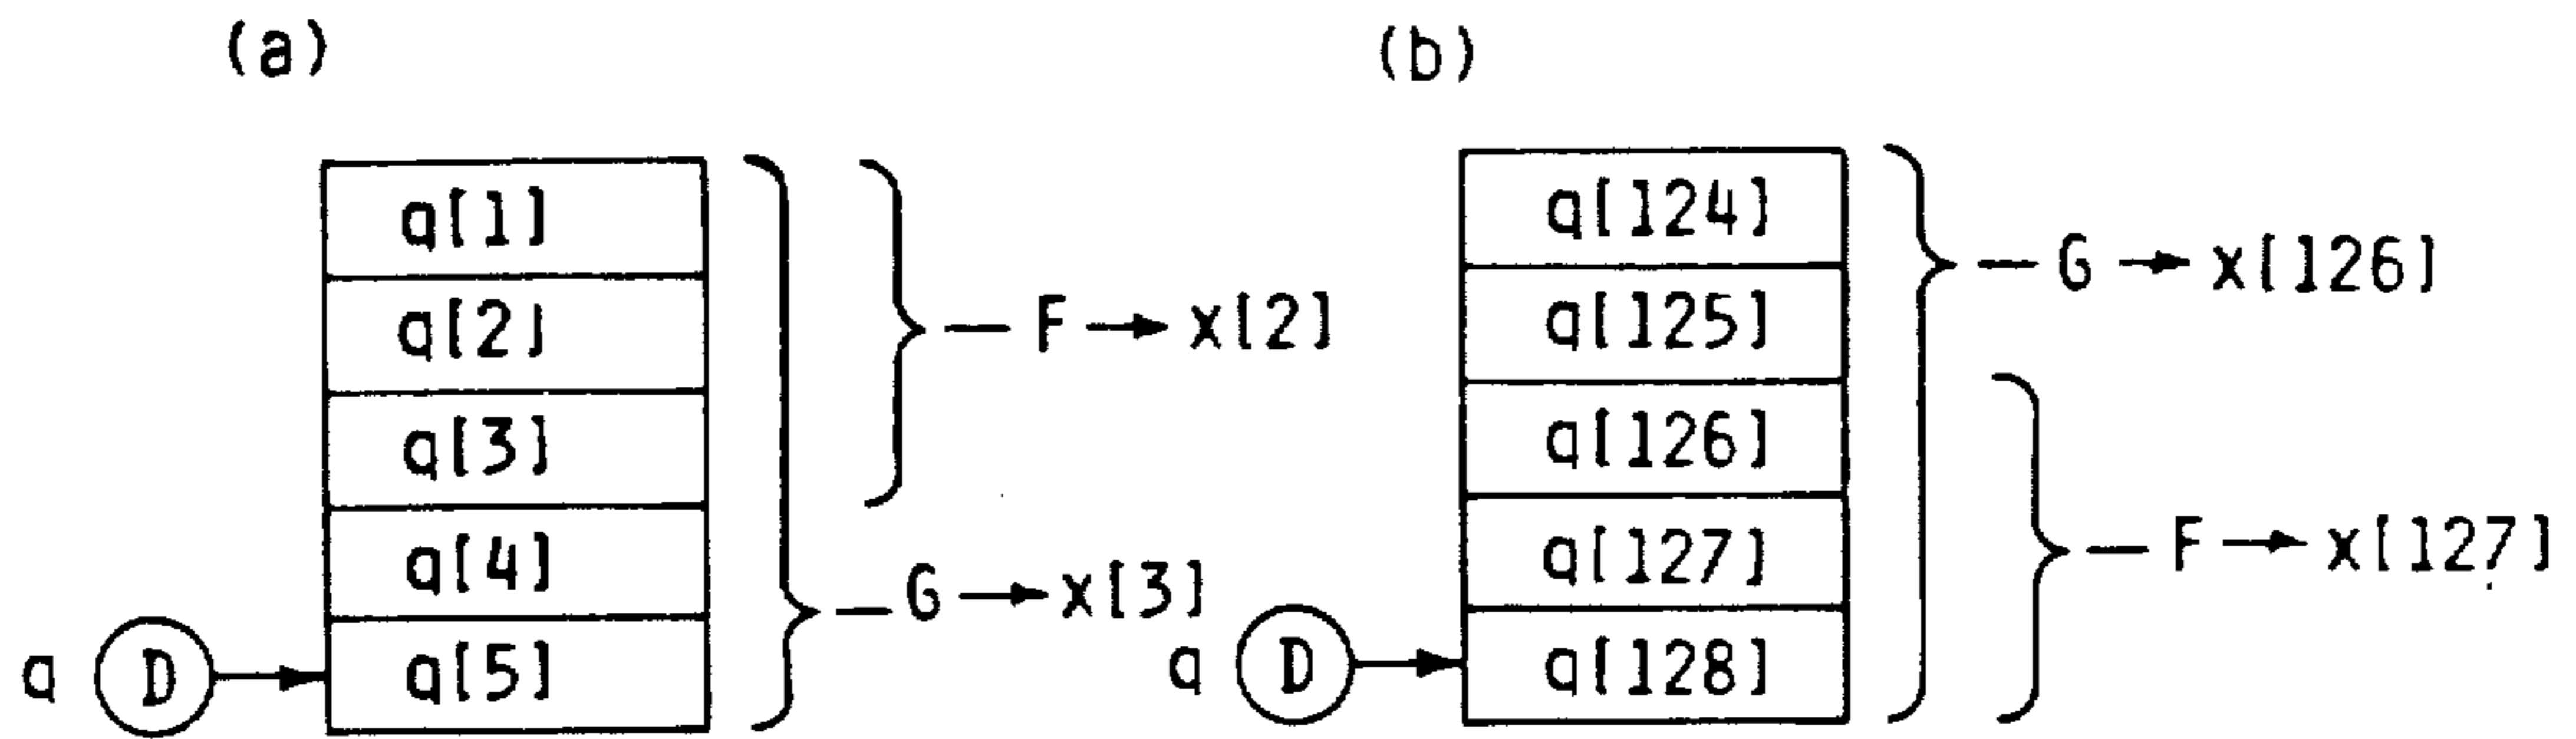 (a)
q[1]
q[2]
q[3]
q[4]
q[5]
q D
F → x[2]
G → x[3]
(b)
q[124]
q[125]
q[126]
q[127]
q[128]
q D
G → x[126]
F → x[127]